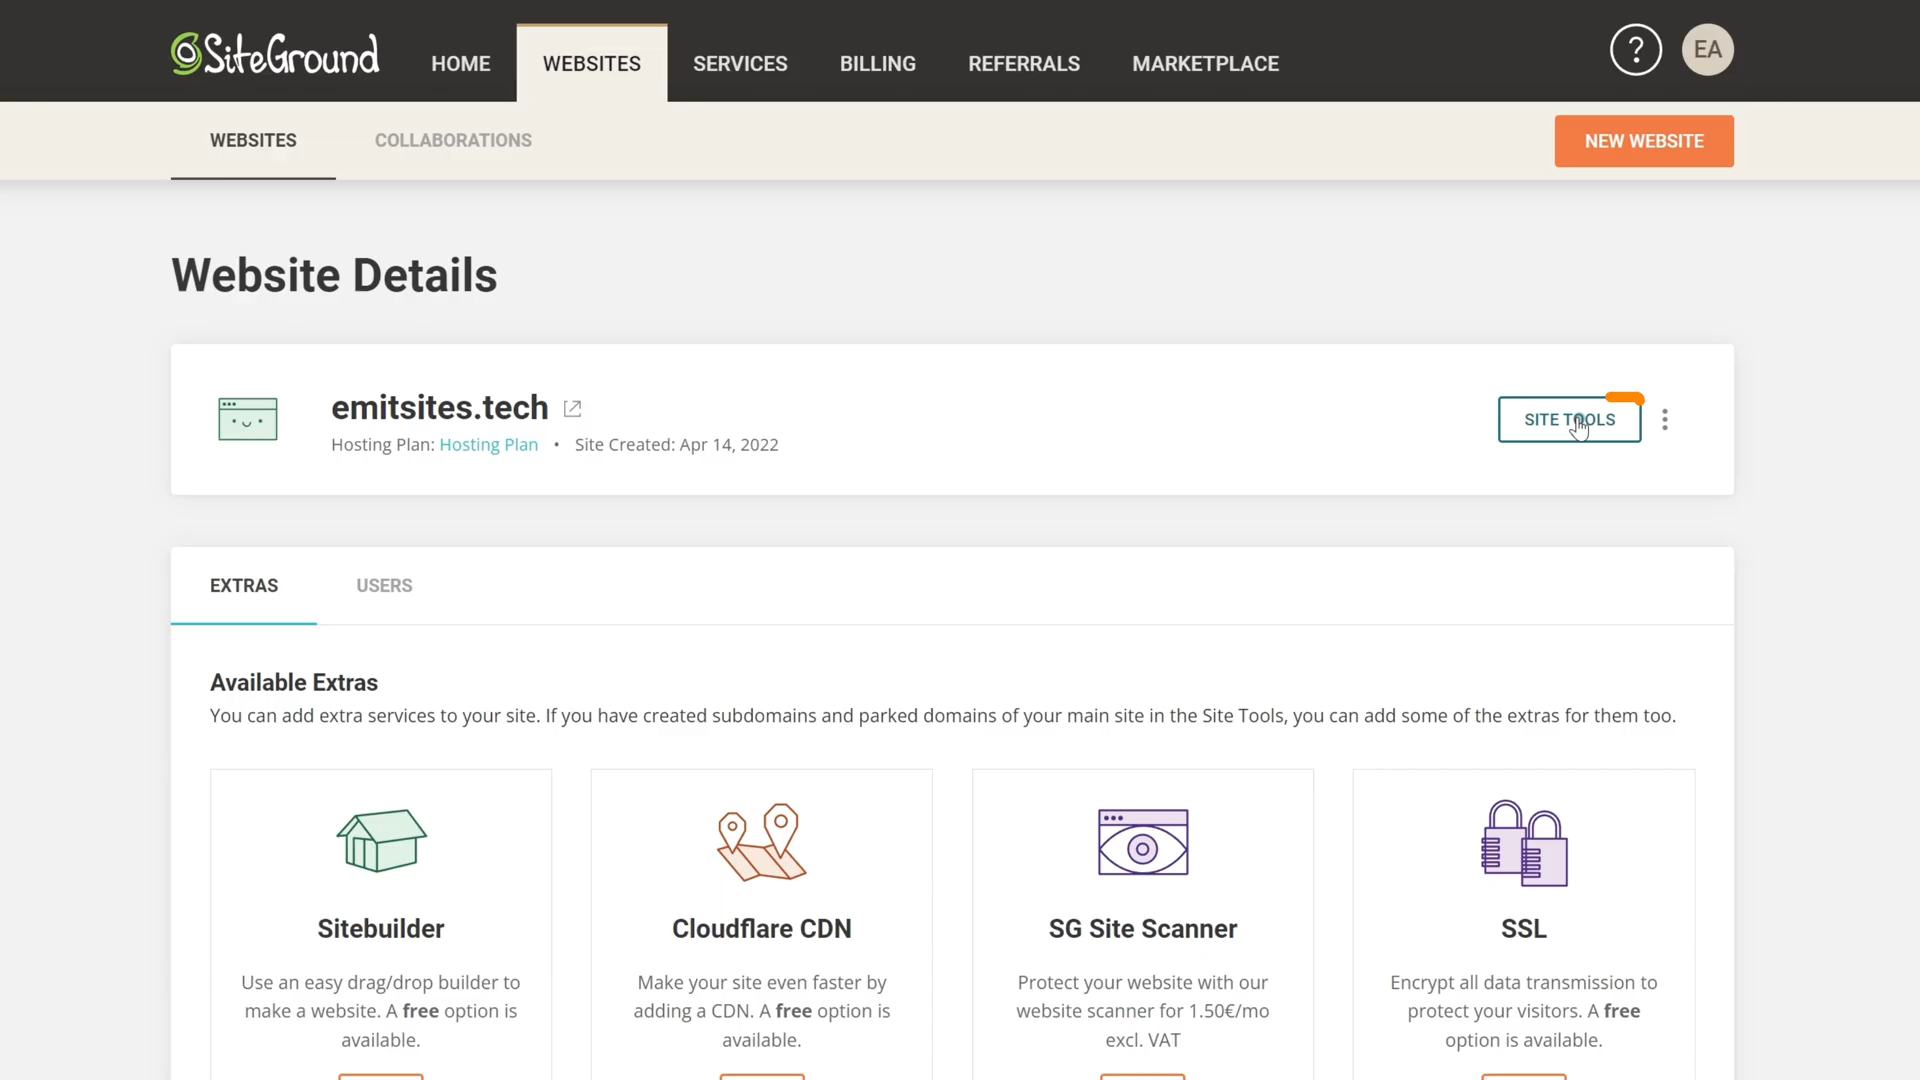 SiteGround
HOME
WEBSITES
SERVICES
BILLING
REFERRALS
MARKETPLACE
?
EA
WEBSITES
COLLABORATIONS
NEW WEBSITE
Website Details
emitsites.tech
Hosting Plan: Hosting Plan • Site Created: Apr 14, 2022
SITE TOOLS
EXTRAS
USERS
Available Extras
You can add extra services to your site. If you have created subdomains and parked domains of your main site in the Site Tools, you can add some of the extras for them too.
Sitebuilder
Use an easy drag/drop builder to
make a website. A free option is
available.
Cloudflare CDN
Make your site even faster by
adding a CDN. A free option is
available.
SG Site Scanner
Protect your website with our
website scanner for 1.50€/mo
excl. VAT
SSL
Encrypt all data transmission to
protect your visitors. A free
option is available.